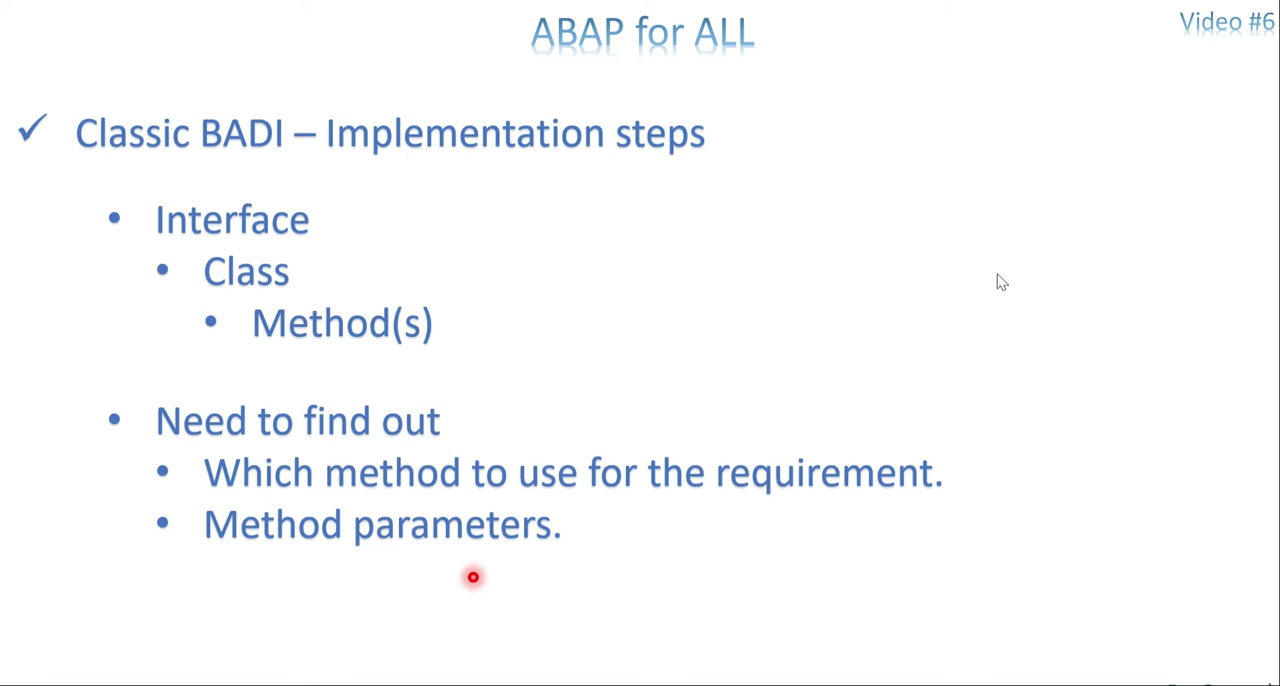 ABAP for ALL
Video #6
✓ Classic BADI – Implementation steps
• Interface
• Class
• Method(s)
• Need to find out
• Which method to use for the requirement.
• Method parameters.